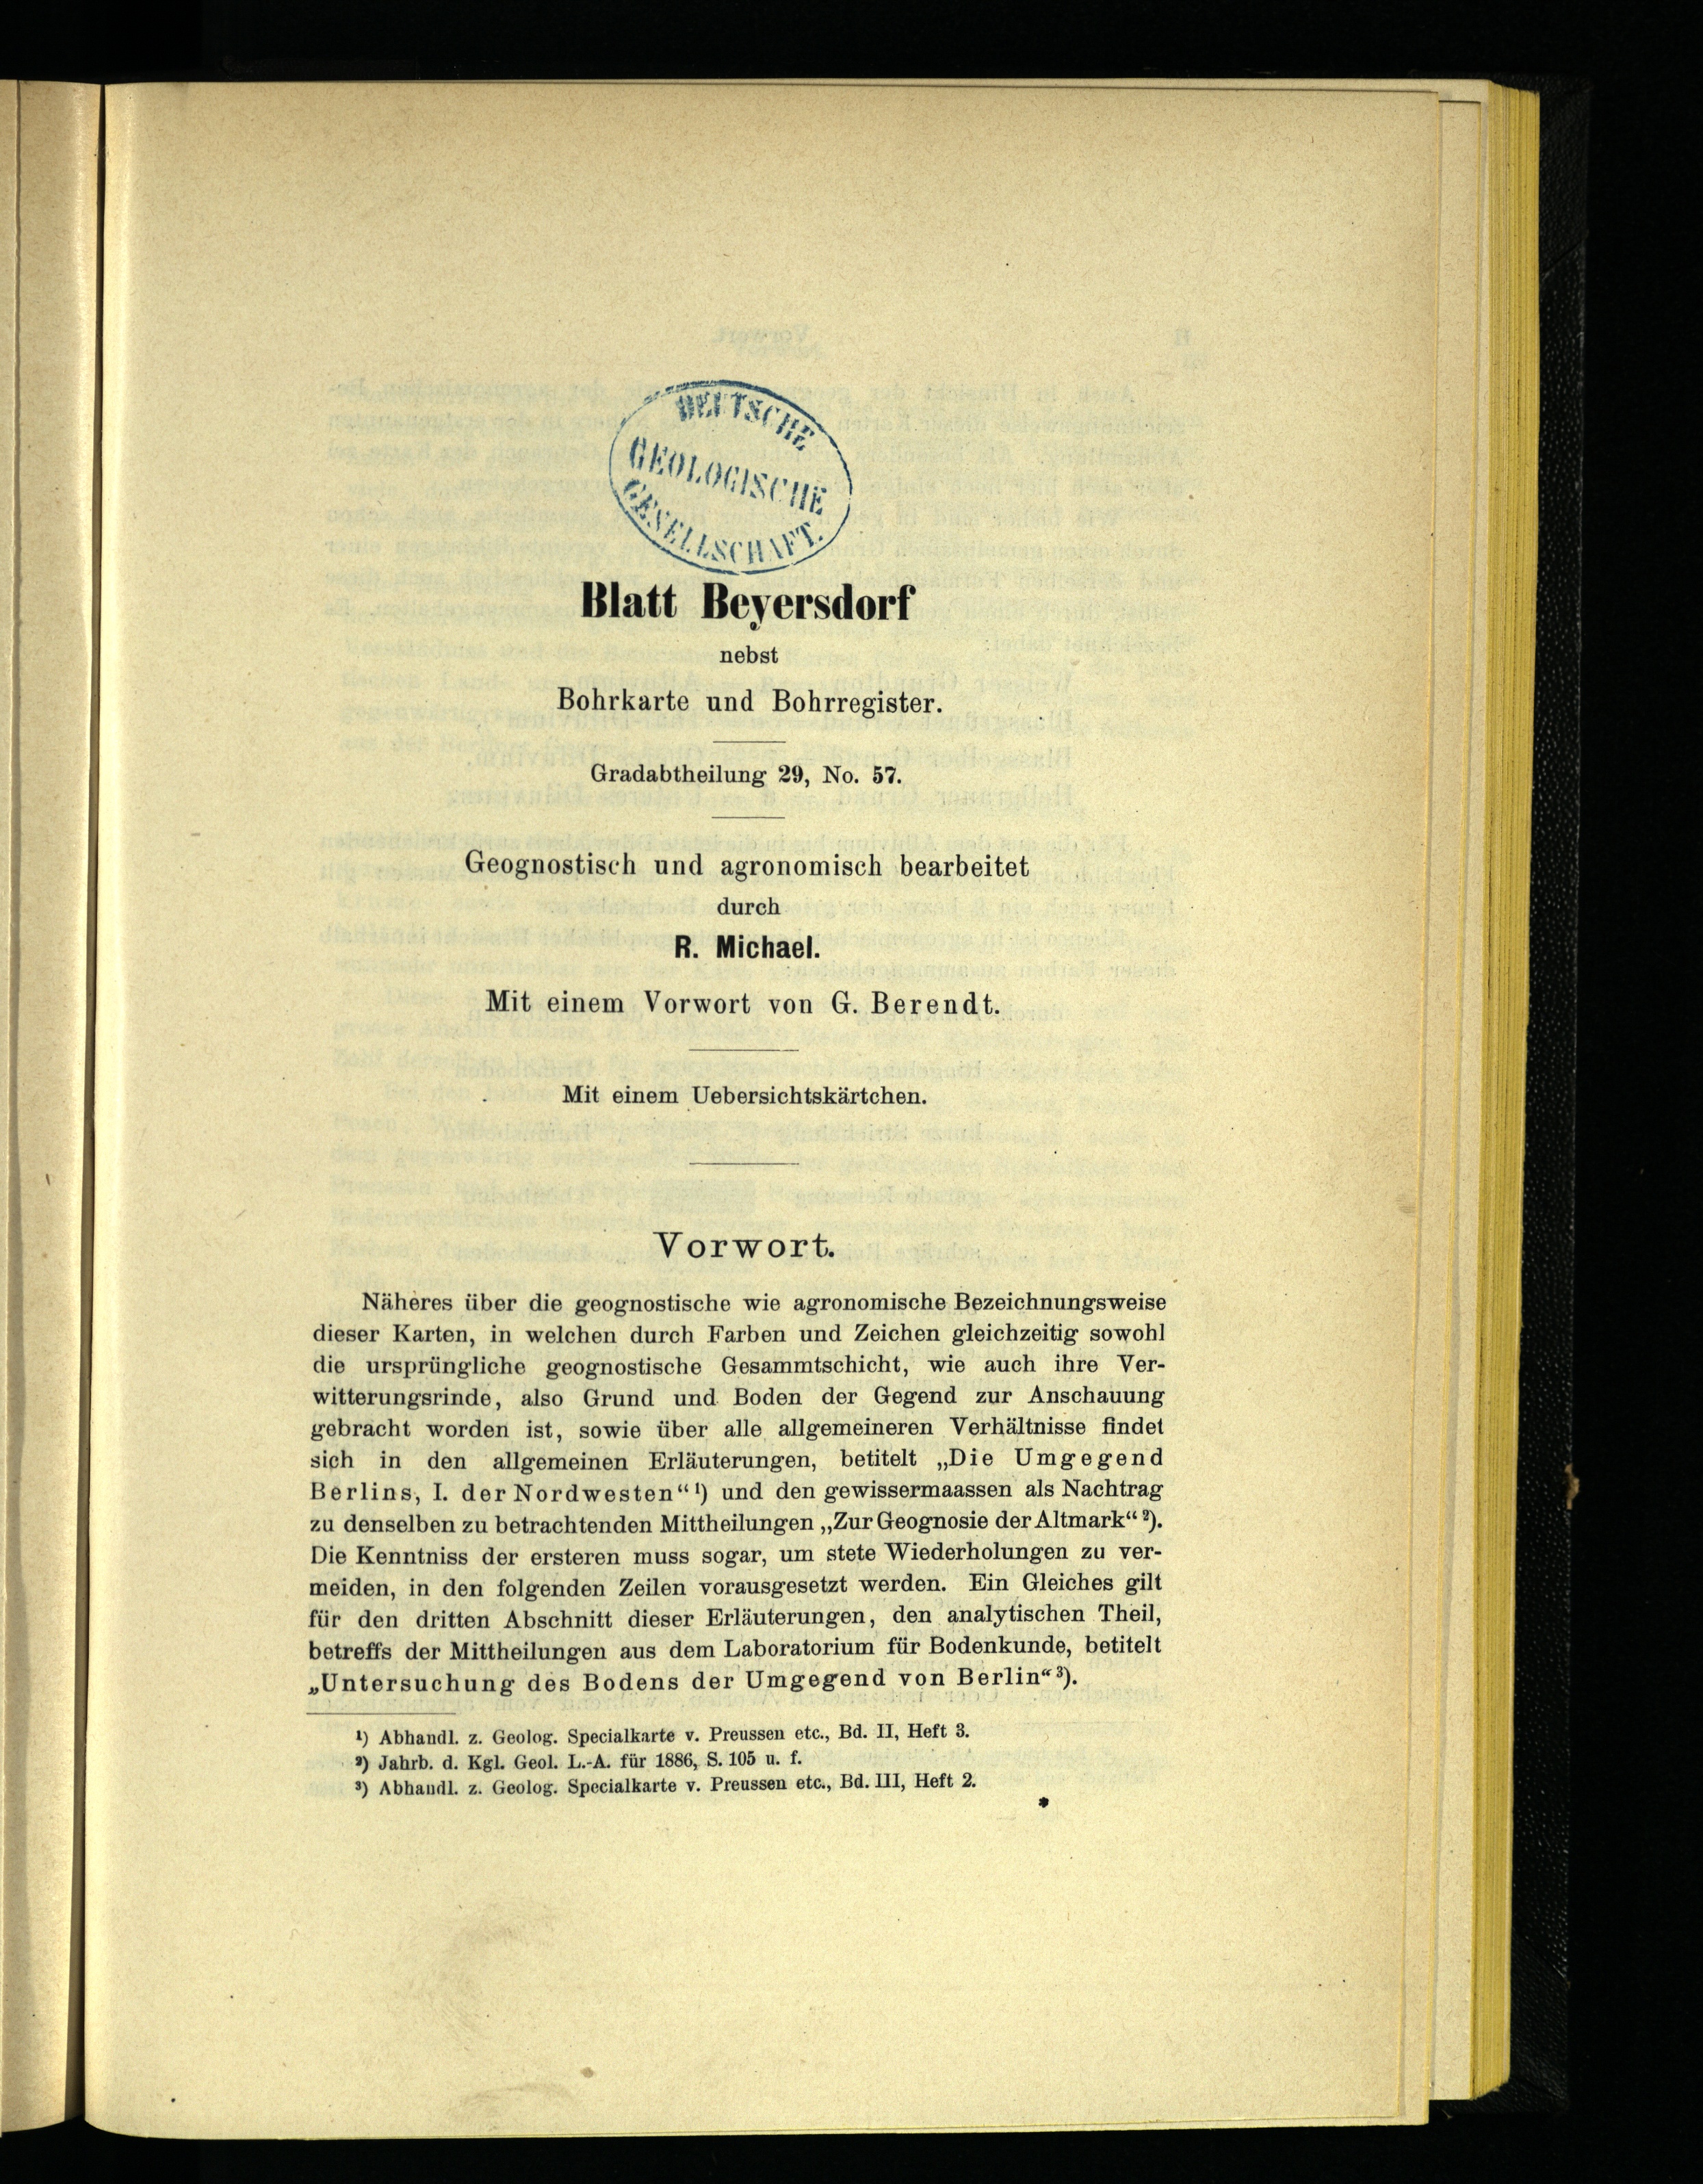 DEUTSCHE
GEOLOGISCHE
GESELLSCHAFT.
Blatt Beyersdorf
nebst
Bohrkarte und Bohrregister.
Gradabtheilung 29, No. 57.
Geognostisch und agronomisch bearbeitet
durch
R. Michael.
Mit einem Vorwort von G. Berendt.
Mit einem Uebersichtskärtchen.
Vorwort.
Näheres über die geognostische wie agronomische Bezeichnungsweise
dieser Karten, in welchen durch Farben und Zeichen gleichzeitig sowohl
die ursprüngliche geognostische Gesammtschicht, wie auch ihre Ver-
witterungsrinde, also Grund und Boden der Gegend zur Anschauung
gebracht worden ist, sowie über alle allgemeineren Verhältnisse findet
sich in den allgemeinen Erläuterungen, betitelt „Die Umgegend
Berlins, I. der Nordwesten“ ¹) und den gewissermaassen als Nachtrag
zu denselben zu betrachtenden Mittheilungen „Zur Geognosie der Altmark“ ²).
Die Kenntniss der ersteren muss sogar, um stete Wiederholungen zu ver-
meiden, in den folgenden Zeilen vorausgesetzt werden. Ein Gleiches gilt
für den dritten Abschnitt dieser Erläuterungen, den analytischen Theil,
betreffs der Mittheilungen aus dem Laboratorium für Bodenkunde, betitelt
„Untersuchung des Bodens der Umgegend von Berlin“ ³).
¹) Abhandl. z. Geolog. Specialkarte v. Preussen etc., Bd. II, Heft 3.
²) Jahrb. d. Kgl. Geol. L.-A. für 1886, S. 105 u. f.
³) Abhandl. z. Geolog. Specialkarte v. Preussen etc., Bd. III, Heft 2.
*